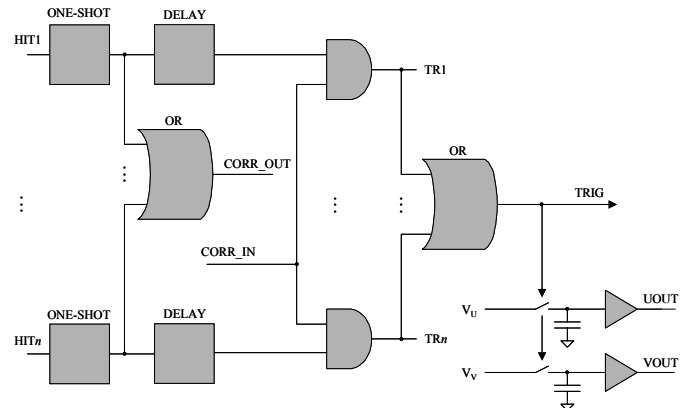 ONE-SHOT
DELAY
HIT1
TR1
OR
CORR_OUT
OR
TRIG
CORR_IN
ONE-SHOT
DELAY
HITn
TRn
VU
UOUT
VV
VOUT